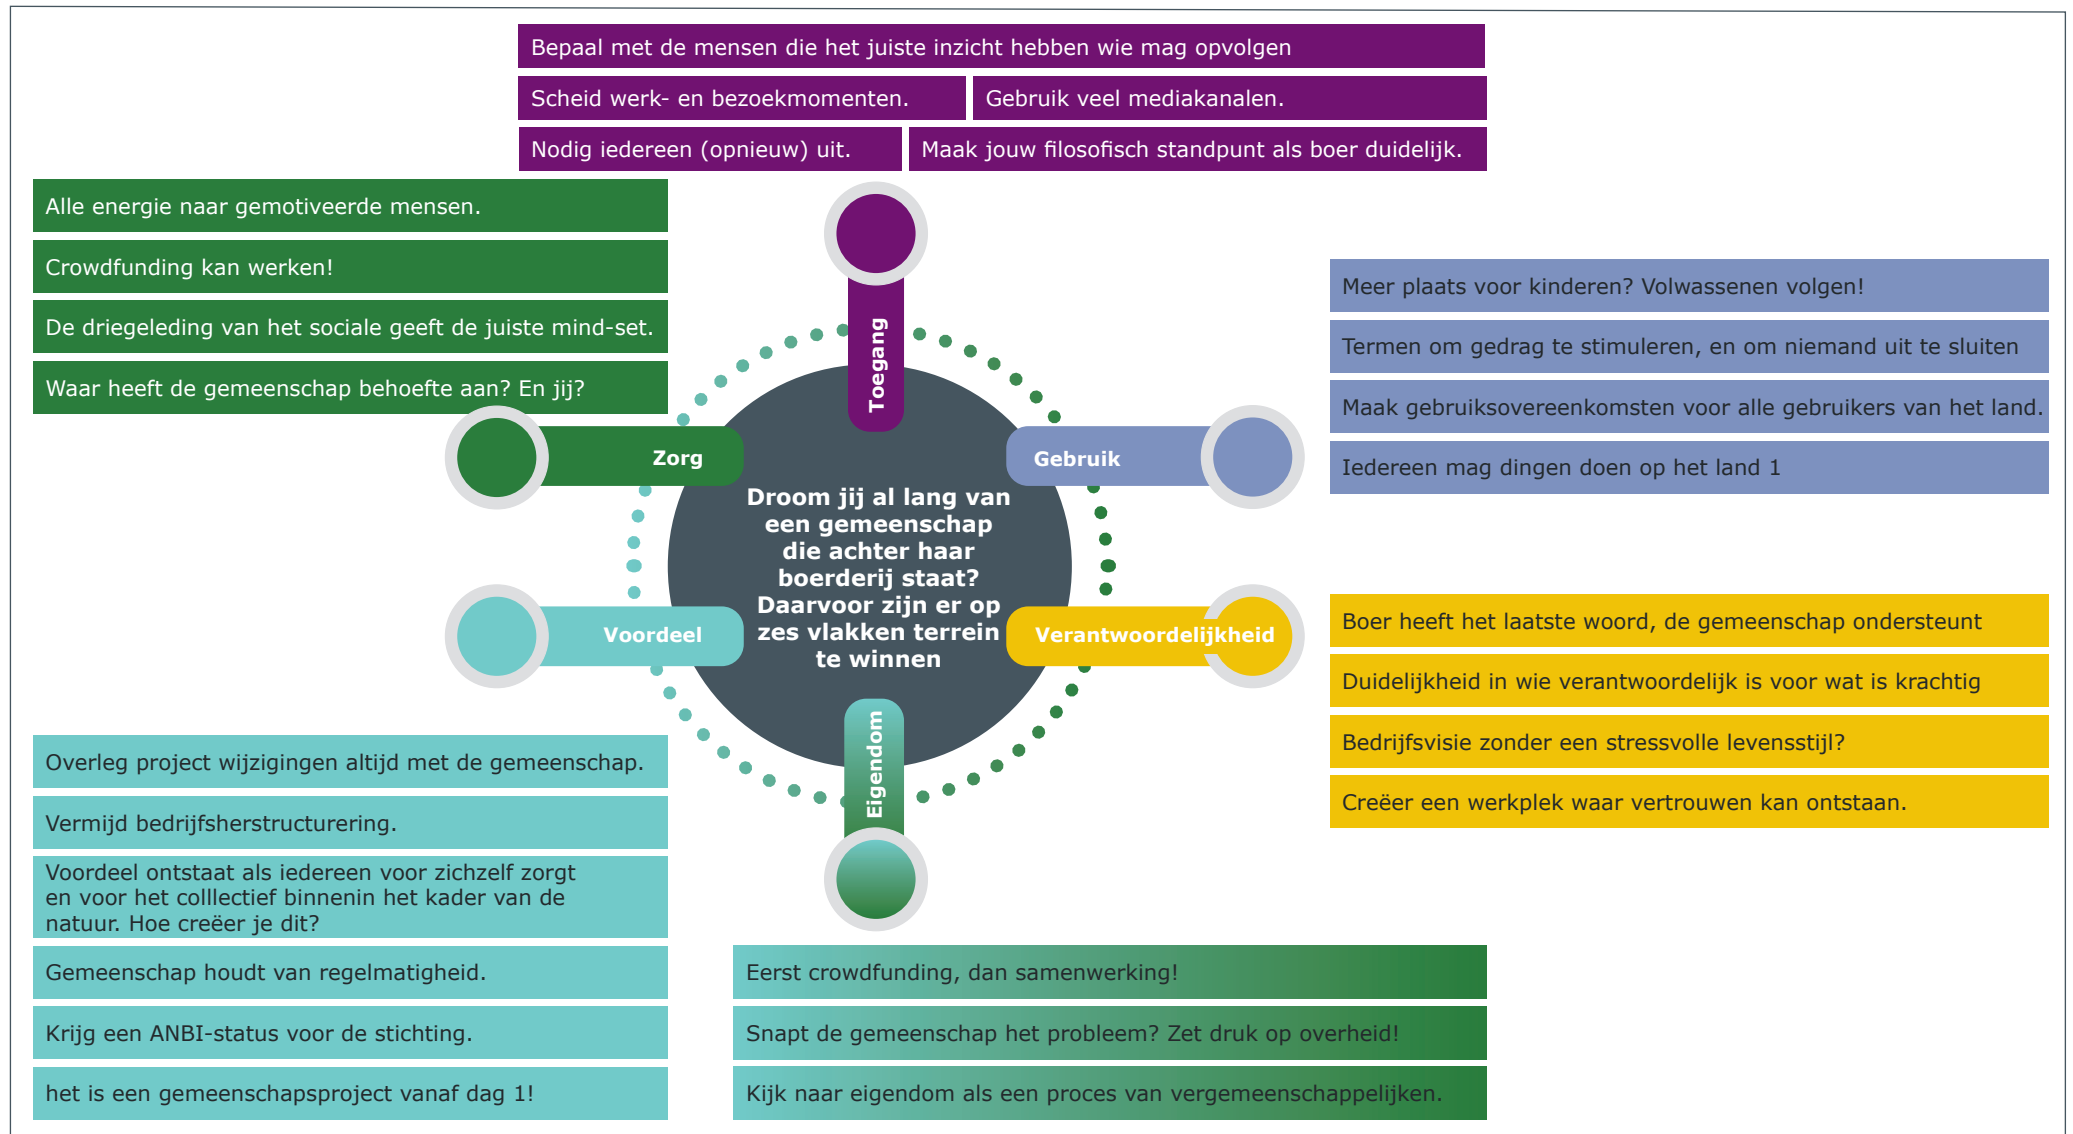 Bepaal met de mensen die het juiste inzicht hebben wie mag opvolgen
Scheid werk- en bezoekmomenten.
Gebruik veel mediakanalen.
Nodig iedereen (opnieuw) uit.
Maak jouw filosofisch standpunt als boer duidelijk.
Alle energie naar gemotiveerde mensen.
Crowdfunding kan werken!
De driegeleding van het sociale geeft de juiste mind-set.
Waar heeft de gemeenschap behoefte aan? En jij?
Meer plaats voor kinderen? Volwassenen volgen!
Termen om gedrag te stimuleren, en om niemand uit te sluiten
Maak gebruiksovereenkomsten voor alle gebruikers van het land.
Iedereen mag dingen doen op het land 1
Toegang
Zorg
Gebruik
Droom jij al lang van
een gemeenschap
die achter haar
boerderij staat?
Daarvoor zijn er op
zes vlakken terrein
te winnen
Voordeel
Verantwoordelijkheid
Eigendom
Boer heeft het laatste woord, de gemeenschap ondersteunt
Duidelijkheid in wie verantwoordelijk is voor wat is krachtig
Bedrijfsvisie zonder een stressvolle levensstijl?
Creëer een werkplek waar vertrouwen kan ontstaan.
Overleg project wijzigingen altijd met de gemeenschap.
Vermijd bedrijfsherstructurering.
Voordeel ontstaat als iedereen voor zichzelf zorgt
en voor het colllectief binnenin het kader van de
natuur. Hoe creëer je dit?
Gemeenschap houdt van regelmatigheid.
Krijg een ANBI-status voor de stichting.
het is een gemeenschapsproject vanaf dag 1!
Eerst crowdfunding, dan samenwerking!
Snapt de gemeenschap het probleem? Zet druk op overheid!
Kijk naar eigendom als een proces van vergemeenschappelijken.